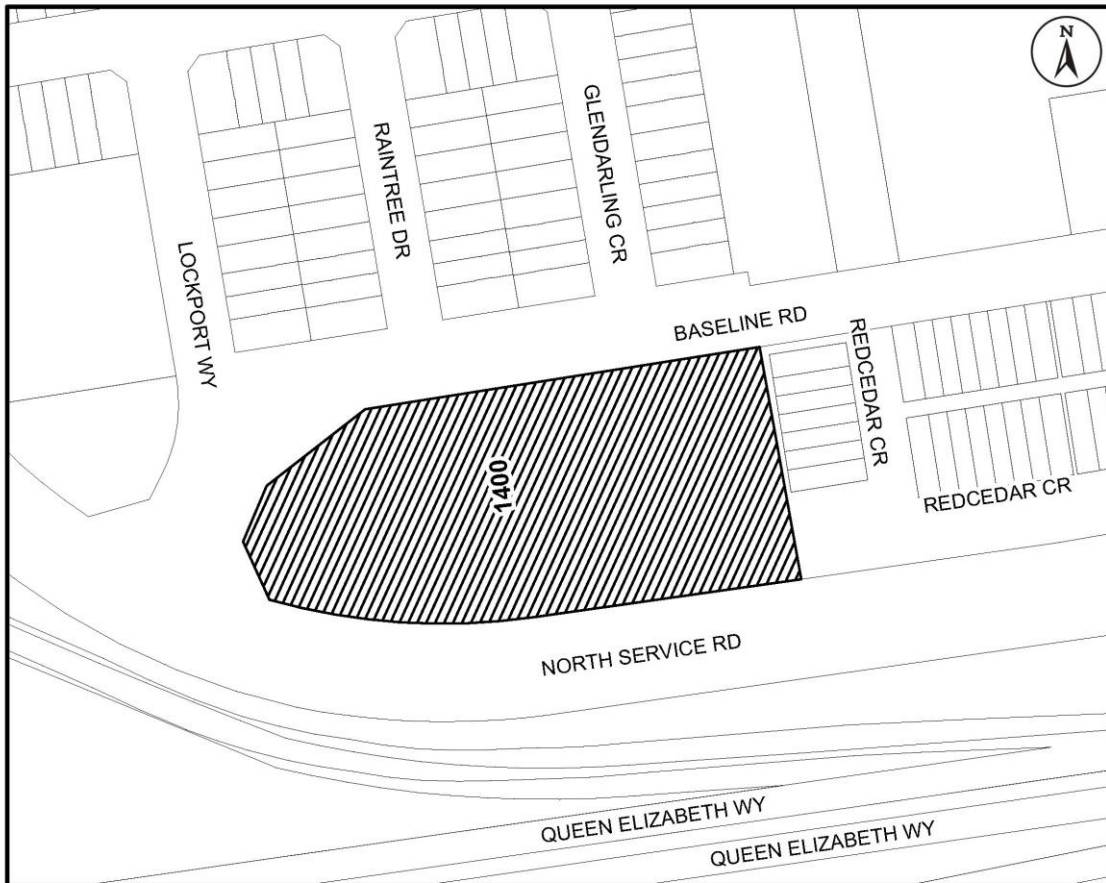 N
GLENDARLING CR
RAINTREE DR
LOCKPORT WY
BASELINE RD
REDCEDAR CR
1400
REDCEDAR CR
NORTH SERVICE RD
QUEEN ELIZABETH WY
QUEEN ELIZABETH WY